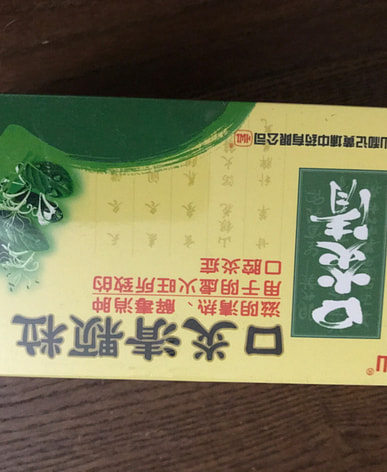 ®
口炎清颗粒
滋阴清热、解毒消肿
用于阴虚火旺所致的
口腔炎症
口炎清
山和记黄埔中药有限公司